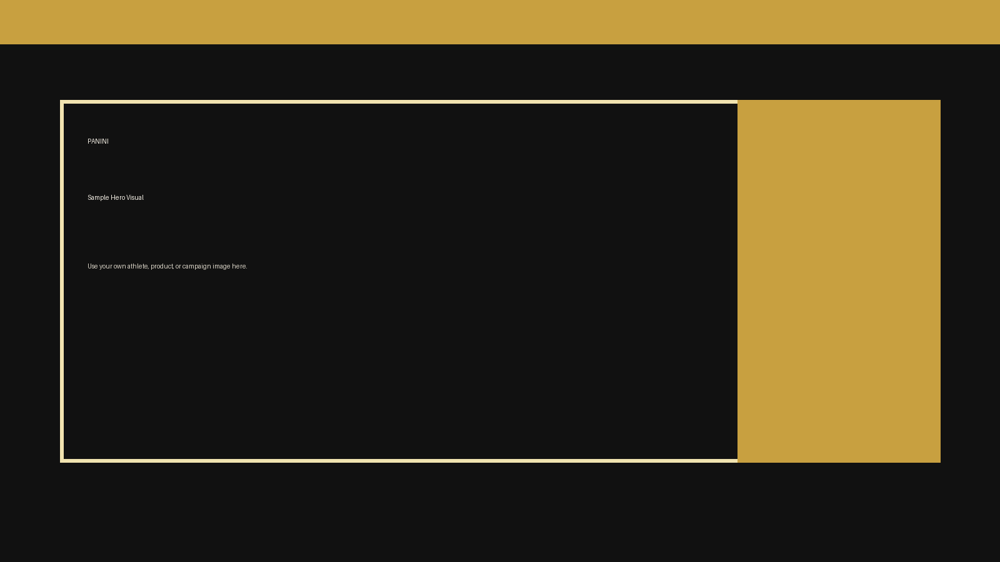 PANINI
Sample Hero Visual
Use your own athlete, product, or campaign image here.